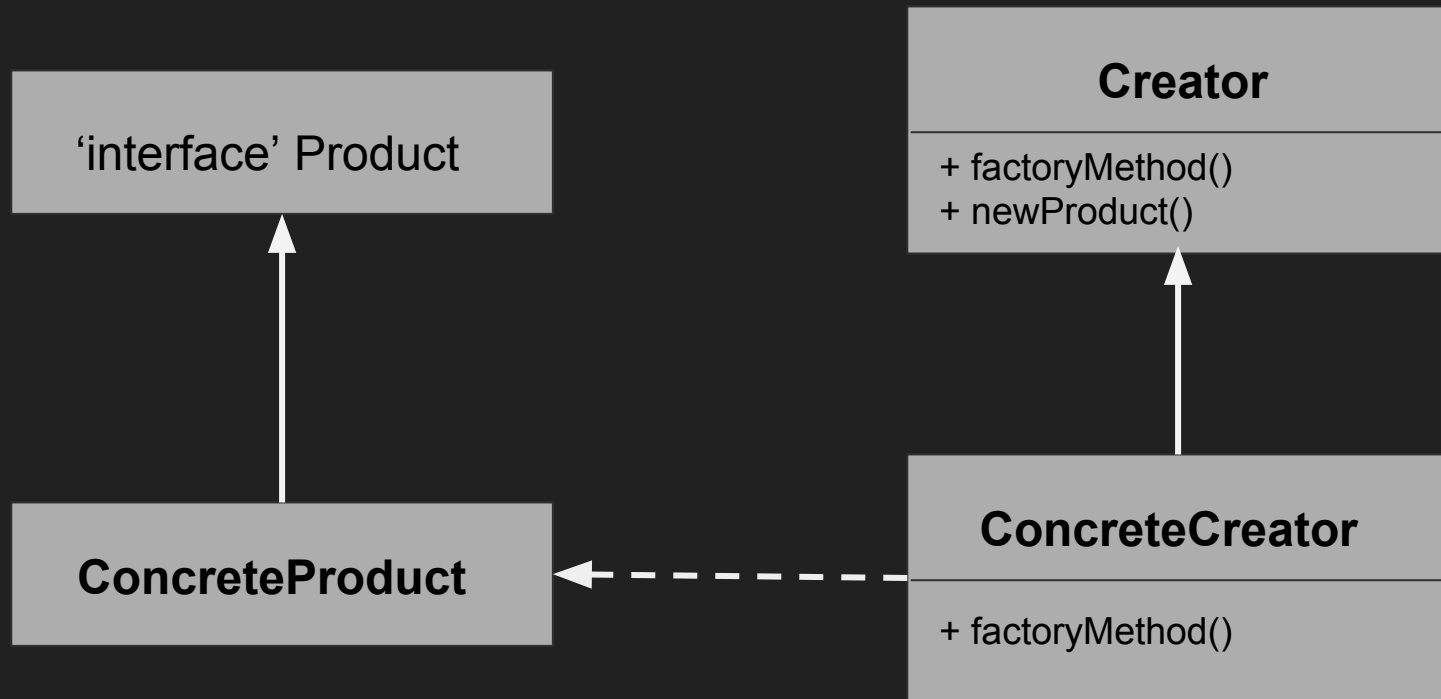 ‘interface’ Product
Creator
+ factoryMethod()
+ newProduct()
ConcreteProduct
ConcreteCreator
+ factoryMethod()